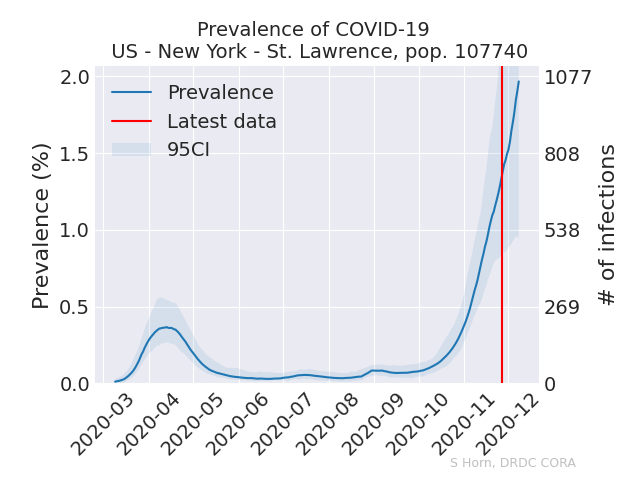 Prevalence of COVID-19
US - New York - St. Lawrence, pop. 107740
Prevalence
Latest data
95CI
Prevalence (%)
2.0
1.5
1.0
0.5
0.0
1077
808
538
269
0
# of infections
2020-03
2020-04
2020-05
2020-06
2020-07
2020-08
2020-09
2020-10
2020-11
2020-12
S Horn, DRDC CORA